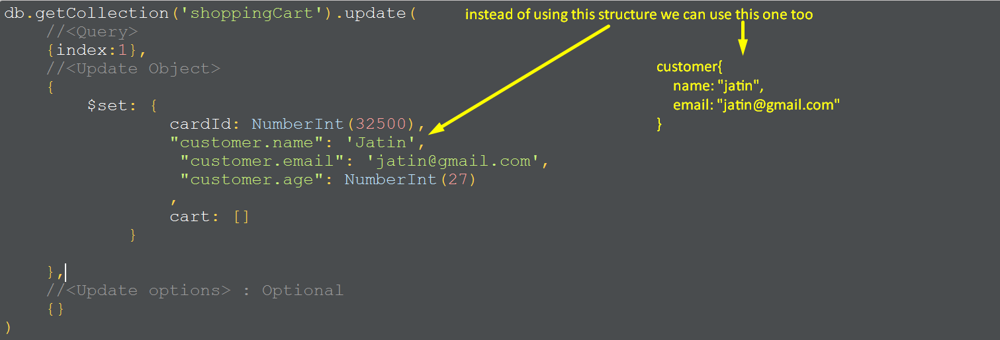 db.getCollection('shoppingCart').update(
instead of using this structure we can use this one too
//<Query>
{index:1},
//<Update Object>
{
$set: {
cardId: NumberInt(32500),
"customer.name": 'Jatin',
"customer.email": 'jatin@gmail.com',
"customer.age": NumberInt(27)
,
cart: []
}
},
//<Update options> : Optional
{}
)
customer{
name: "jatin",
email: "jatin@gmail.com"
}